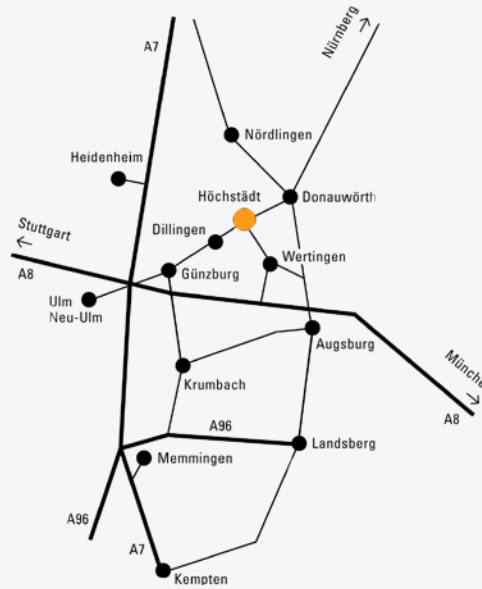 A7
Nürnberg
Nördlingen
Heidenheim
Höchstädt
Donauwörth
Stuttgart
Dillingen
Wertingen
A8
Günzburg
Ulm
Neu-Ulm
Augsburg
Münche
Krumbach
A8
A96
Landsberg
Memmingen
A96
A7
Kempten